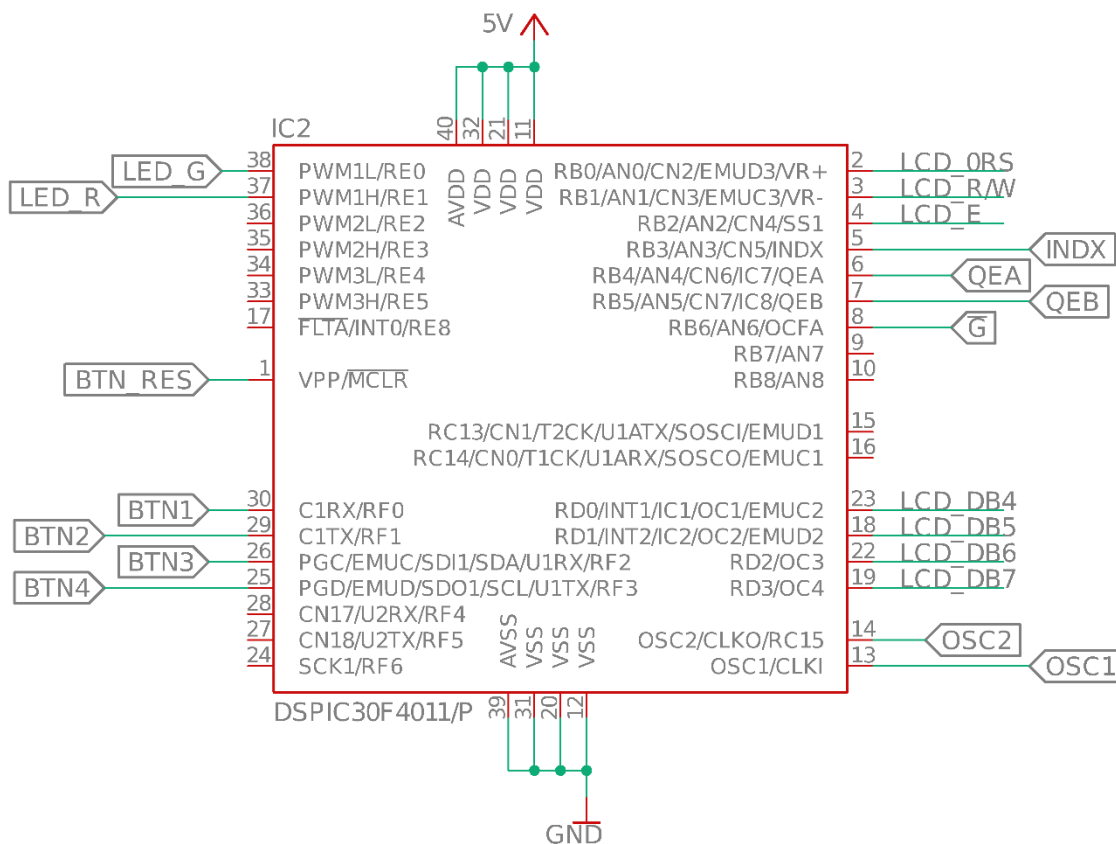 5V
IC2
40 32 21 11
AVDD VDD VDD VDD
LED_G 38 PWM1L/RE0 RB0/AN0/CN2/EMUD3/VR+ 2 LCD_0RS
LED_R 37 PWM1H/RE1 RB1/AN1/CN3/EMUC3/VR- 3 LCD_R/W
36 PWM2L/RE2 RB2/AN2/CN4/SS1 4 LCD_E
35 PWM2H/RE3 RB3/AN3/CN5/INDX 5 INDX
34 PWM3L/RE4 RB4/AN4/CN6/IC7/QEA 6 QEA
33 PWM3H/RE5 RB5/AN5/CN7/IC8/QEB 7 QEB
17 F̅L̅T̅A̅/INT0/RE8 RB6/AN6/OCFA 8 G̅
RB7/AN7 9
BTN_RES 1 VPP/M̅C̅L̅R̅ RB8/AN8 10
RC13/CN1/T2CK/U1ATX/SOSCI/EMUD1 15
RC14/CN0/T1CK/U1ARX/SOSCO/EMUC1 16
BTN1 30 C1RX/RF0 RD0/INT1/IC1/OC1/EMUC2 23 LCD_DB4
BTN2 29 C1TX/RF1 RD1/INT2/IC2/OC2/EMUD2 18 LCD_DB5
BTN3 26 PGC/EMUC/SDI1/SDA/U1RX/RF2 RD2/OC3 22 LCD_DB6
BTN4 25 PGD/EMUD/SDO1/SCL/U1TX/RF3 RD3/OC4 19 LCD_DB7
28 CN17/U2RX/RF4
27 CN18/U2TX/RF5 OSC2/CLKO/RC15 14 OSC2
24 SCK1/RF6 OSC1/CLKI 13 OSC1
AVSS VSS VSS VSS
DSPIC30F4011/P 39 31 20 12
GND